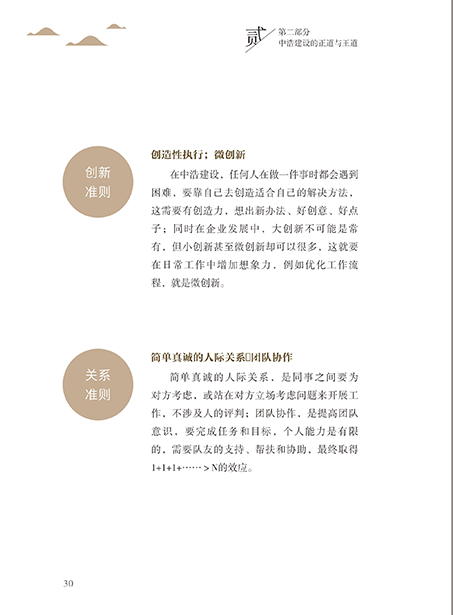 贰
第二部分
中浩建设的正道与王道
创新
准则
创造性执行；微创新
在中浩建设，任何人在做一件事时都会遇到
困难，要靠自己去创造适合自己的解决方法，
这需要有创造力，想出新办法、好创意、好点
子；同时在企业发展中，大创新不可能是常
有，但小创新甚至微创新却可以很多，这就要
在日常工作中增加想象力，例如优化工作流
程，就是微创新。
关系
准则
简单真诚的人际关系▯团队协作
简单真诚的人际关系，是同事之间要为
对方考虑，或站在对方立场考虑问题来开展工
作，不涉及人的评判；团队协作，是提高团队
意识，要完成任务和目标，个人能力是有限
的，需要队友的支持、帮扶和协助，最终取得
1+1+1+……＞N的效应。
30